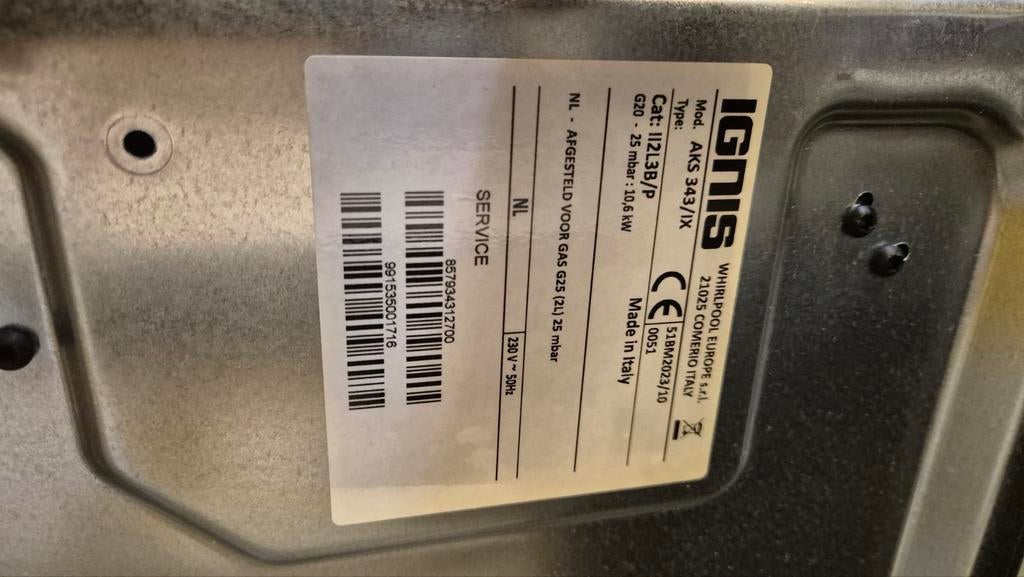 IGNIS
WHIRLPOOL EUROPE s.r.l.
21025 COMERIO ITALY
Mod. AKS 343/IX
Type:
CE 51BM2023/10
0051
Cat: II2L3B/P
G20 - 25 mbar : 10,6 kW
Made in Italy
NL - AFGESTELD VOOR GAS G25 (2L) 25 mbar
NL
230 V ~ 50Hz
SERVICE
857934312700
991535001716